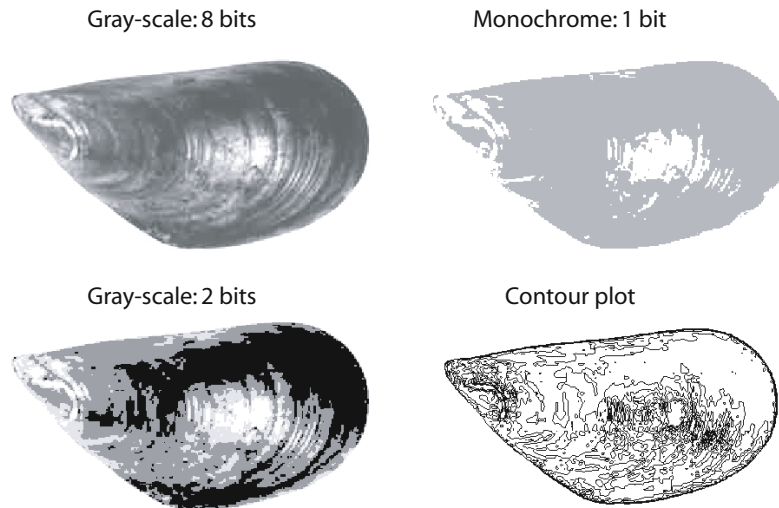 Gray-scale: 8 bits
Monochrome: 1 bit
Gray-scale: 2 bits
Contour plot